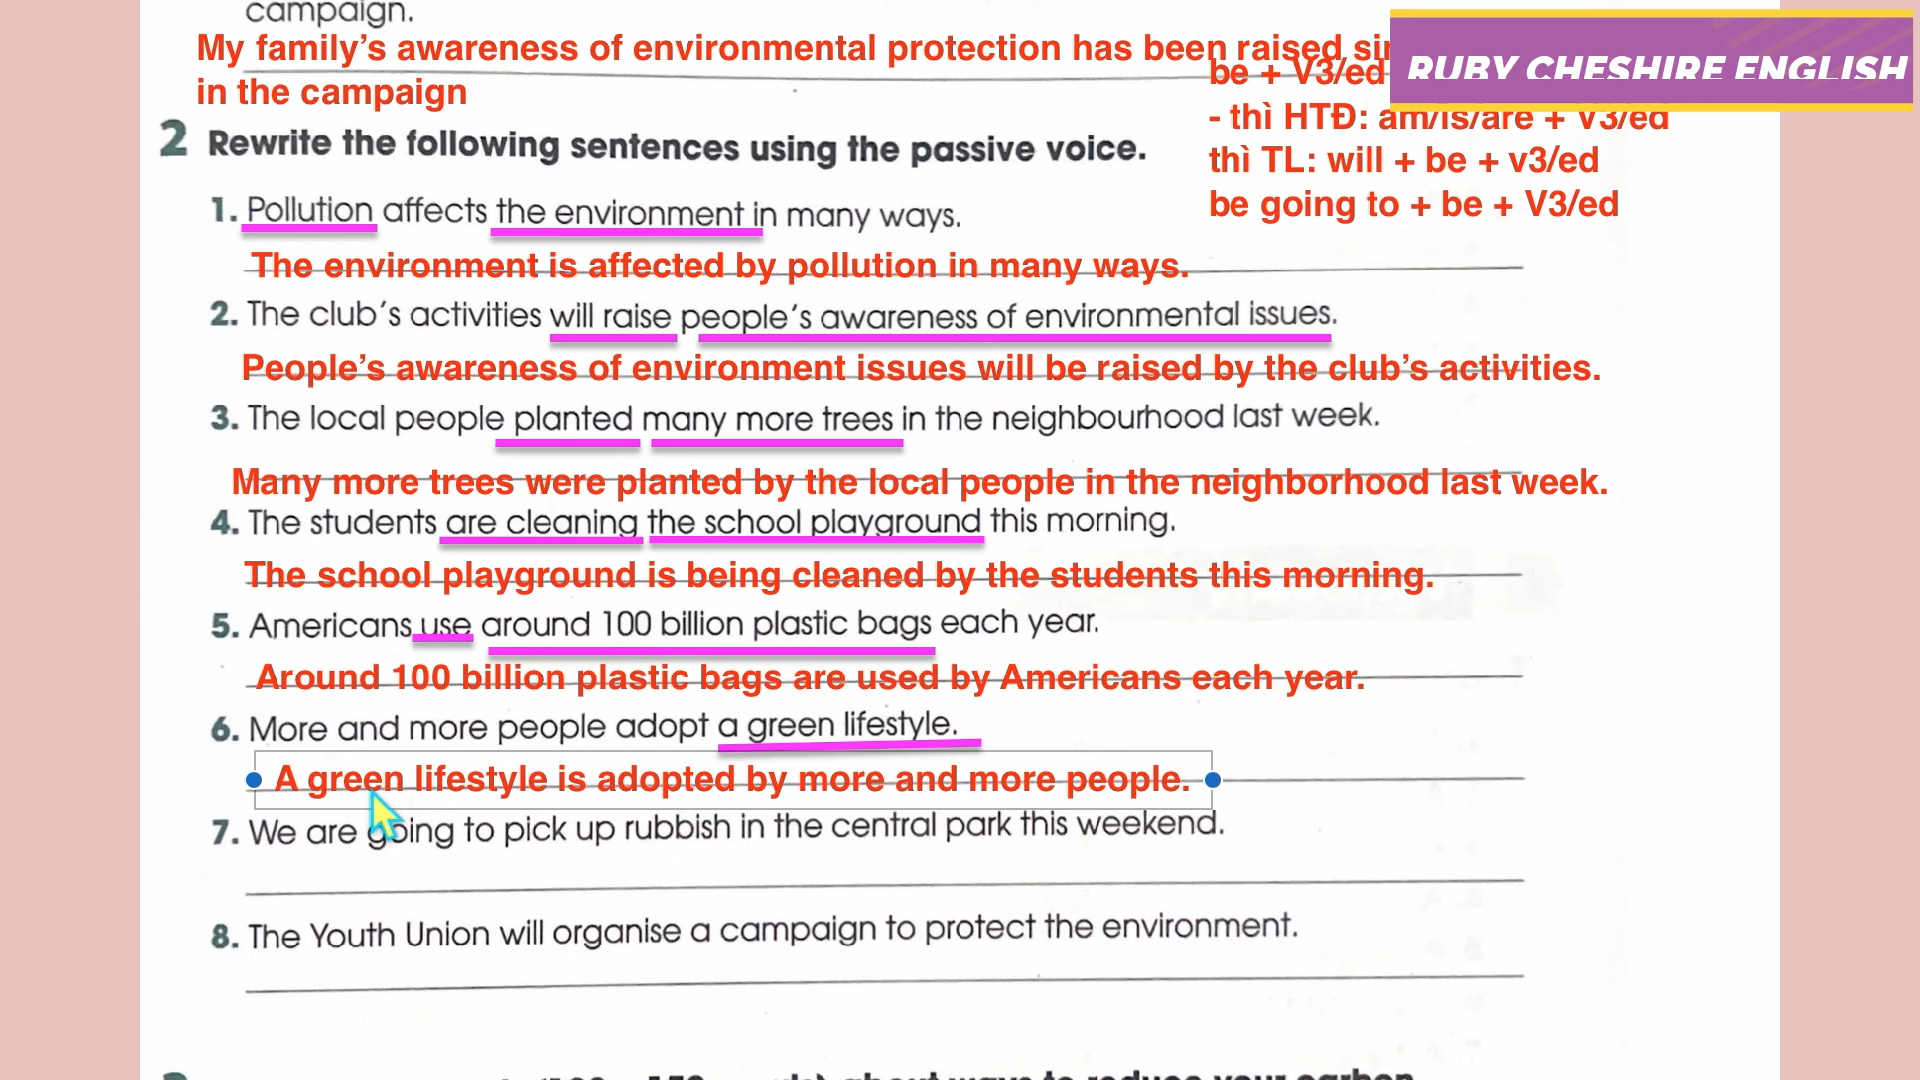 campaign.
My family's awareness of environmental protection has been raised
in the campaign
be + V3/ed
RUBY CHESHIRE ENGLISH
- thì HTĐ: am/is/are + V3/ed
thì TL: will + be + v3/ed
be going to + be + V3/ed
2 Rewrite the following sentences using the passive voice.
1. Pollution affects the environment in many ways.
The environment is affected by pollution in many ways.
2. The club's activities will raise people's awareness of environmental issues.
People's awareness of environment issues will be raised by the club's activities.
3. The local people planted many more trees in the neighbourhood last week.
Many more trees were planted by the local people in the neighborhood last week.
4. The students are cleaning the school playground this morning.
The school playground is being cleaned by the students this morning.
5. Americans use around 100 billion plastic bags each year.
Around 100 billion plastic bags are used by Americans each year.
6. More and more people adopt a green lifestyle.
A green lifestyle is adopted by more and more people.
7. We are going to pick up rubbish in the central park this weekend.
8. The Youth Union will organise a campaign to protect the environment.
about ways to reduce your carbon